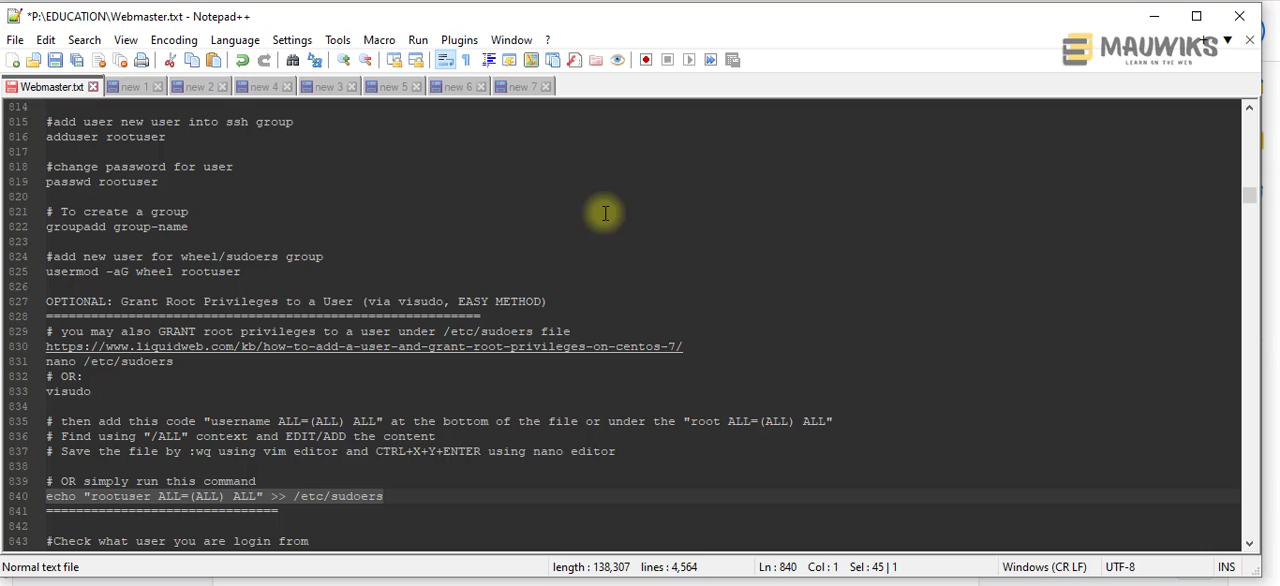 *P:\EDUCATION\Webmaster.txt - Notepad++
File Edit Search View Encoding Language Settings Tools Macro Run Plugins Window ?
MAUWIKS
LEARN ON THE WEB
Webmaster.txt new 1 new 2 new 4 new 3 new 5 new 6 new 7
814
815 #add user new user into ssh group
816 adduser rootuser
817
818 #change password for user
819 passwd rootuser
820
821 # To create a group
822 groupadd group-name
823
824 #add new user for wheel/sudoers group
825 usermod -aG wheel rootuser
826
827 OPTIONAL: Grant Root Privileges to a User (via visudo, EASY METHOD)
828 ==========================================================
829 # you may also GRANT root privileges to a user under /etc/sudoers file
830 https://www.liquidweb.com/kb/how-to-add-a-user-and-grant-root-privileges-on-centos-7/
831 nano /etc/sudoers
832 # OR:
833 visudo
834
835 # then add this code "username ALL=(ALL) ALL" at the bottom of the file or under the "root ALL=(ALL) ALL"
836 # Find using "/ALL" context and EDIT/ADD the content
837 # Save the file by :wq using vim editor and CTRL+X+Y+ENTER using nano editor
838
839 # OR simply run this command
840 echo "rootuser ALL=(ALL) ALL" >> /etc/sudoers
841 ===============================
842
843 #Check what user you are login from
Normal text file length : 138,307 lines : 4,564 Ln : 840 Col : 1 Sel : 45 | 1 Windows (CR LF) UTF-8 INS